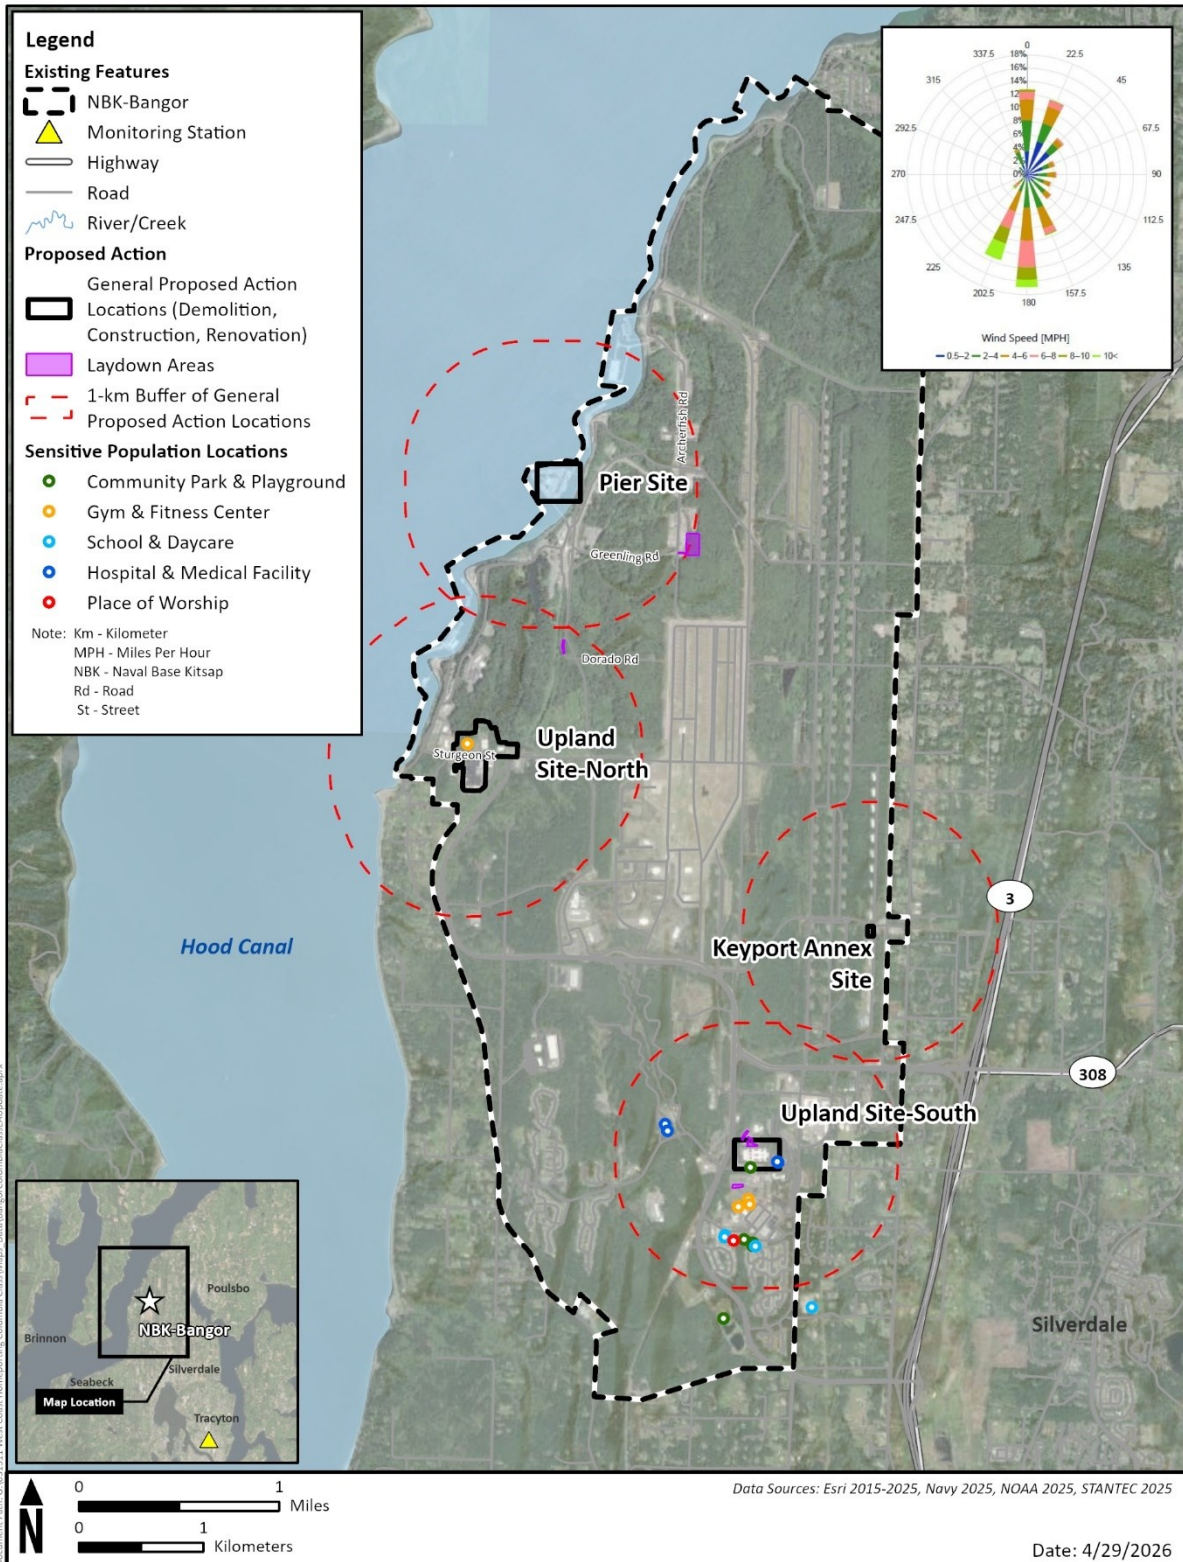 Legend
Existing Features
NBK-Bangor
Monitoring Station
Highway
Road
River/Creek
Proposed Action
General Proposed Action
Locations (Demolition,
Construction, Renovation)
Laydown Areas
1-km Buffer of General
Proposed Action Locations
Sensitive Population Locations
Community Park & Playground
Gym & Fitness Center
School & Daycare
Hospital & Medical Facility
Place of Worship
Note: Km - Kilometer
MPH - Miles Per Hour
NBK - Naval Base Kitsap
Rd - Road
St - Street
0
337.5
22.5
315
45
292.5
67.5
270
90
247.5
112.5
225
135
202.5
157.5
180
18%
16%
14%
12%
10%
8%
6%
4%
2%
0%
Wind Speed [MPH]
0.5–2 2–4 4–6 6–8 8–10 10<
Archerfish Rd
Pier Site
Greenling Rd
Dorado Rd
Upland
Site-North
Sturgeon St
3
Hood Canal
Keyport Annex
Site
308
Upland Site-South
Silverdale
Poulsbo
NBK-Bangor
Brinnon
Silverdale
Seabeck
Map Location
Tracyton
N
0 1
Miles
0 1
Kilometers
Data Sources: Esri 2015-2025, Navy 2025, NOAA 2025, STANTEC 2025
Date: 4/29/2026